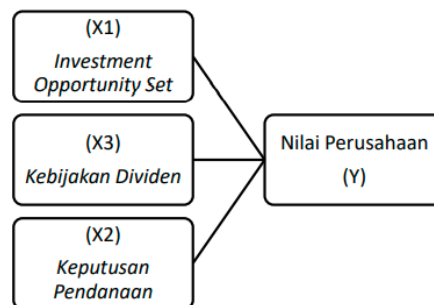 (X1)
Investment
Opportunity Set
(X3)
Kebijakan Dividen
(X2)
Keputusan
Pendanaan
Nilai Perusahaan
(Y)